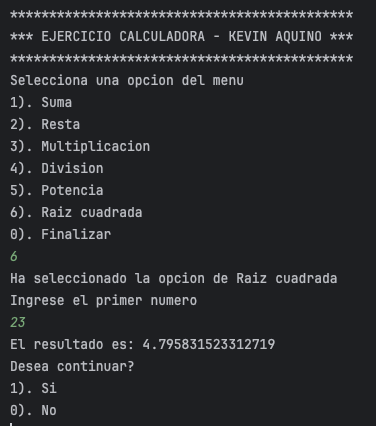 ********************************************
*** EJERCICIO CALCULADORA - KEVIN AQUINO ***
********************************************
Selecciona una opcion del menu
1). Suma
2). Resta
3). Multiplicacion
4). Division
5). Potencia
6). Raiz cuadrada
0). Finalizar
6
Ha seleccionado la opcion de Raiz cuadrada
Ingrese el primer numero
23
El resultado es: 4.795831523312719
Desea continuar?
1). Si
0). No